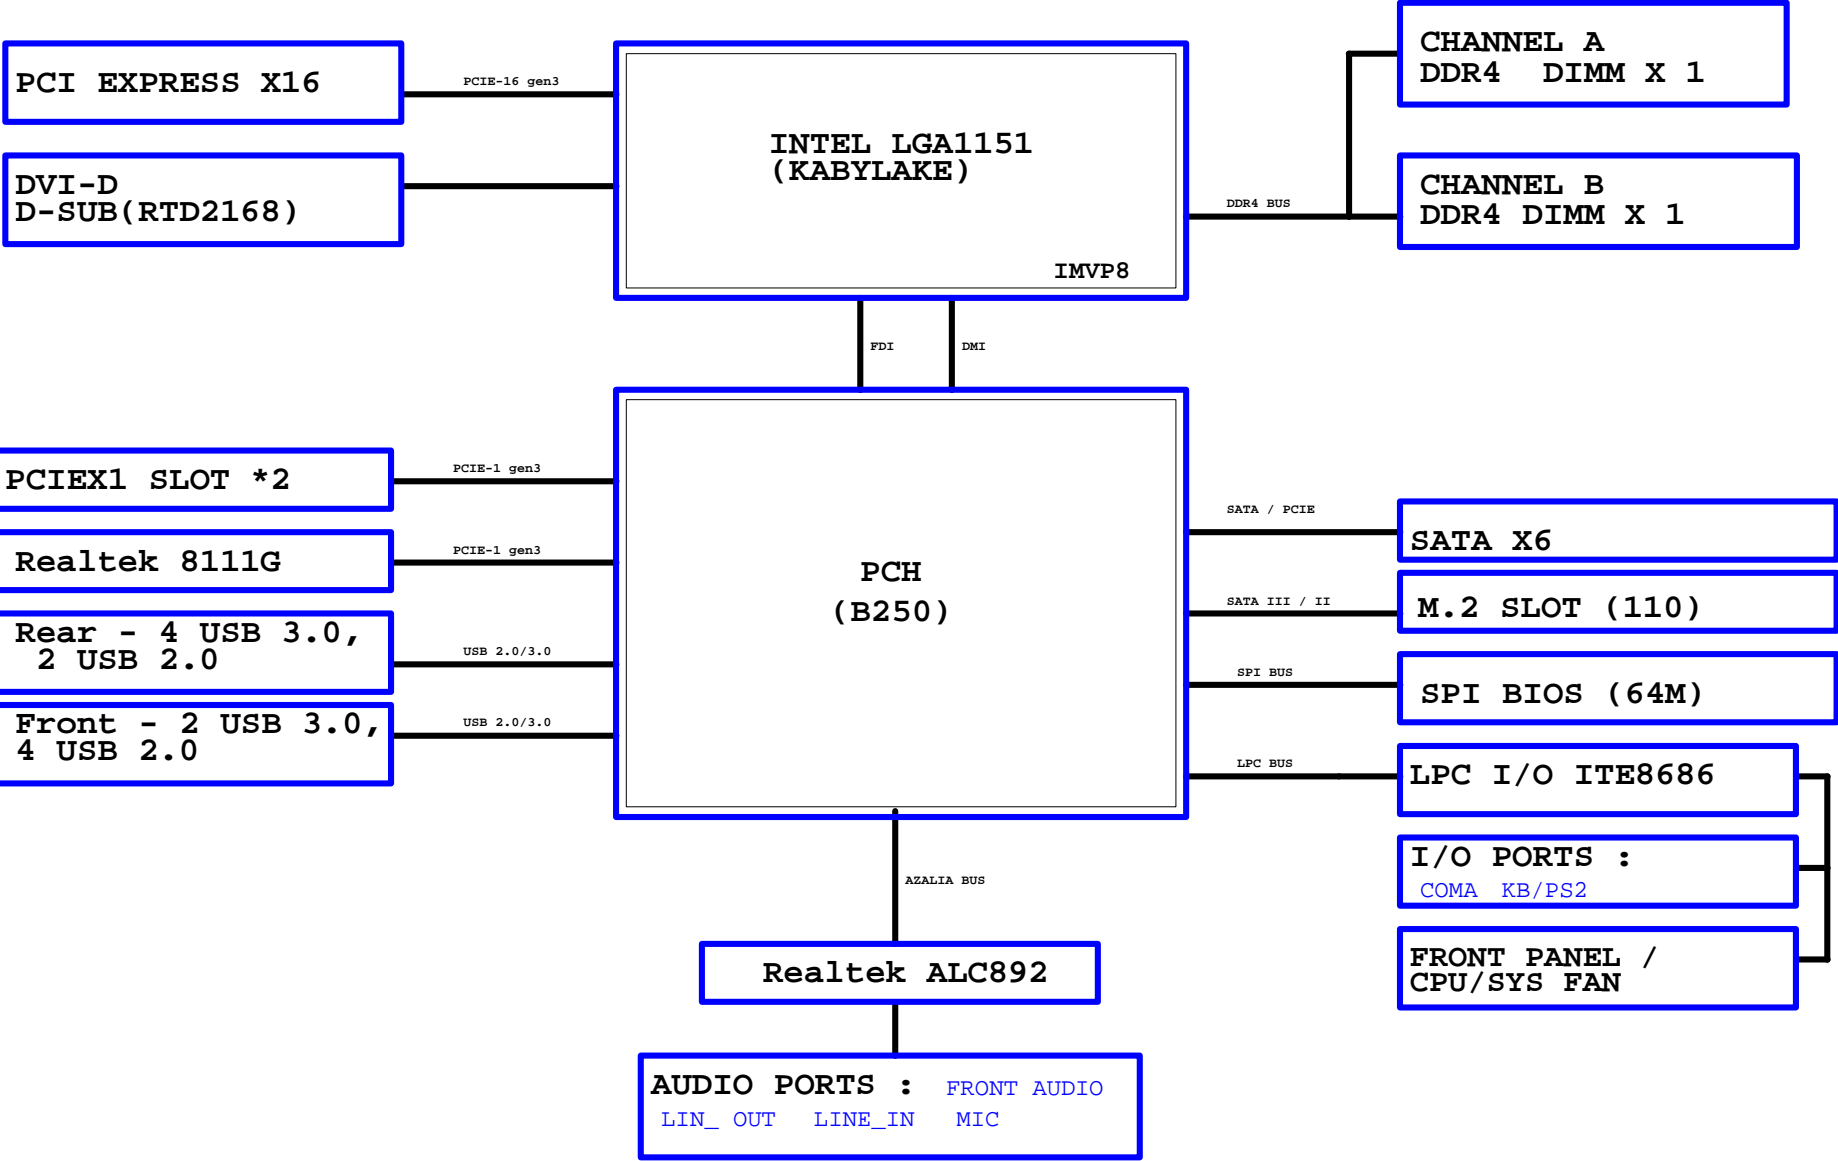 PCI EXPRESS X16
PCIE-16 gen3
DVI-D
D-SUB(RTD2168)
INTEL LGA1151
(KABYLAKE)
IMVP8
DDR4 BUS
CHANNEL A
DDR4 DIMM X 1
CHANNEL B
DDR4 DIMM X 1
FDI
DMI
PCIEX1 SLOT *2
PCIE-1 gen3
Realtek 8111G
PCIE-1 gen3
Rear - 4 USB 3.0,
2 USB 2.0
USB 2.0/3.0
Front - 2 USB 3.0,
4 USB 2.0
USB 2.0/3.0
PCH
(B250)
SATA / PCIE
SATA X6
SATA III / II
M.2 SLOT (110)
SPI BUS
SPI BIOS (64M)
LPC BUS
LPC I/O ITE8686
I/O PORTS :
COMA KB/PS2
FRONT PANEL /
CPU/SYS FAN
AZALIA BUS
Realtek ALC892
AUDIO PORTS : FRONT AUDIO
LIN_ OUT LINE_IN MIC